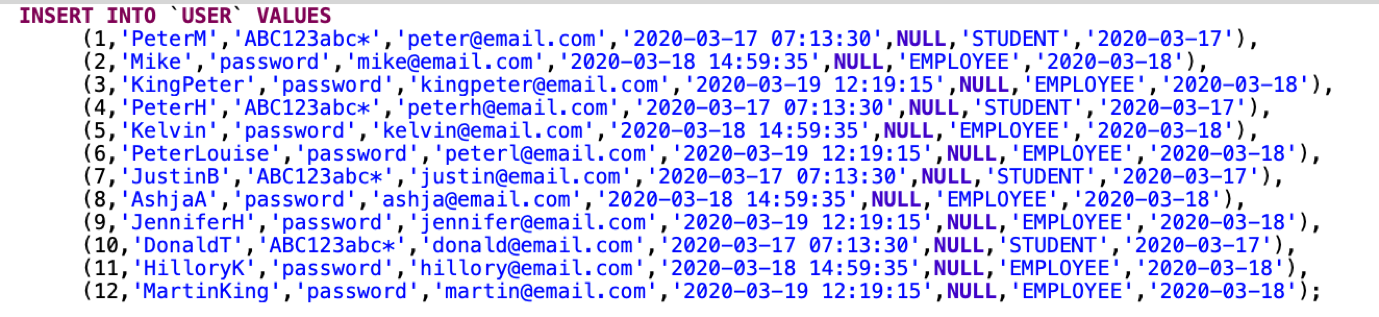 INSERT INTO `USER` VALUES
(1,'PeterM','ABC123abc*','peter@email.com','2020-03-17 07:13:30',NULL,'STUDENT','2020-03-17'),
(2,'Mike','password','mike@email.com','2020-03-18 14:59:35',NULL,'EMPLOYEE','2020-03-18'),
(3,'KingPeter','password','kingpeter@email.com','2020-03-19 12:19:15',NULL,'EMPLOYEE','2020-03-18'),
(4,'PeterH','ABC123abc*','peterh@email.com','2020-03-17 07:13:30',NULL,'STUDENT','2020-03-17'),
(5,'Kelvin','password','kelvin@email.com','2020-03-18 14:59:35',NULL,'EMPLOYEE','2020-03-18'),
(6,'PeterLouise','password','peterl@email.com','2020-03-19 12:19:15',NULL,'EMPLOYEE','2020-03-18'),
(7,'JustinB','ABC123abc*','justin@email.com','2020-03-17 07:13:30',NULL,'STUDENT','2020-03-17'),
(8,'AshjaA','password','ashja@email.com','2020-03-18 14:59:35',NULL,'EMPLOYEE','2020-03-18'),
(9,'JenniferH','password','jennifer@email.com','2020-03-19 12:19:15',NULL,'EMPLOYEE','2020-03-18'),
(10,'DonaldT','ABC123abc*','donald@email.com','2020-03-17 07:13:30',NULL,'STUDENT','2020-03-17'),
(11,'HilloryK','password','hillory@email.com','2020-03-18 14:59:35',NULL,'EMPLOYEE','2020-03-18'),
(12,'MartinKing','password','martin@email.com','2020-03-19 12:19:15',NULL,'EMPLOYEE','2020-03-18');